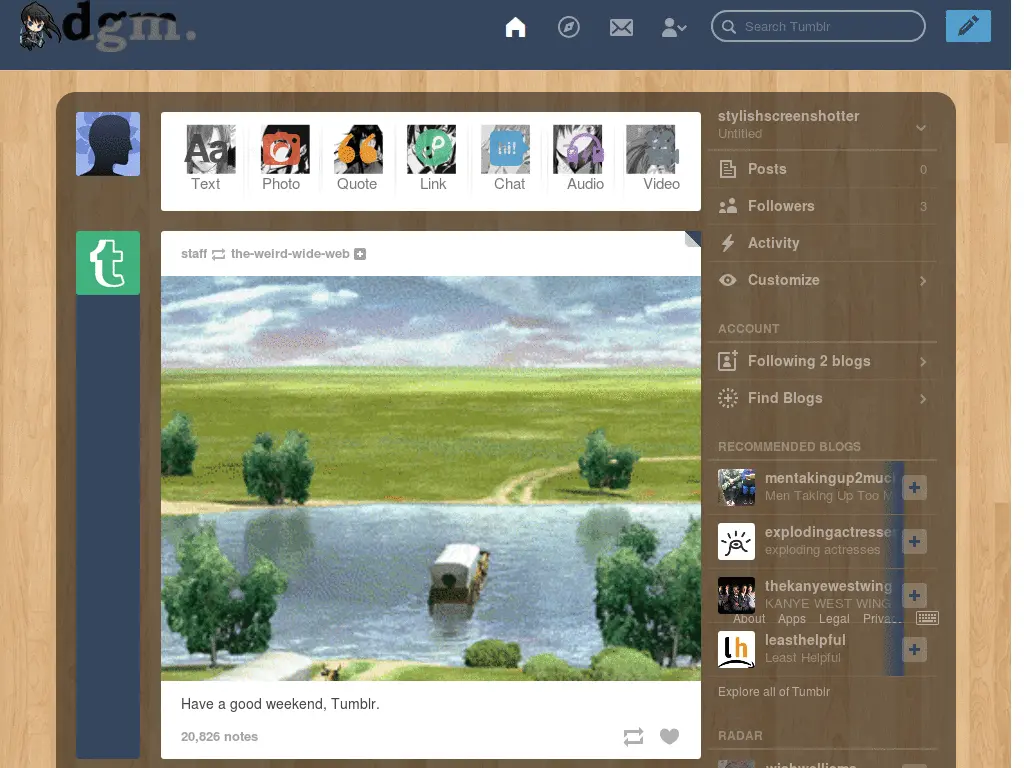 dgm.
Search Tumblr
Aa
hi!
Text
Photo
Quote
Link
Chat
Audio
Video
stylishscreenshotter
Untitled
Posts 0
Followers 3
Activity
Customize
ACCOUNT
Following 2 blogs
Find Blogs
RECOMMENDED BLOGS
mentakingup2muc
Men Taking Up Too M
explodingactresse
exploding actresses
thekanyewestwing
KANYE WEST WING
About Apps Legal Priva
lh
leasthelpful
Least Helpful
Explore all of Tumblr
RADAR
t
staff the-weird-wide-web
Have a good weekend, Tumblr.
20,826 notes